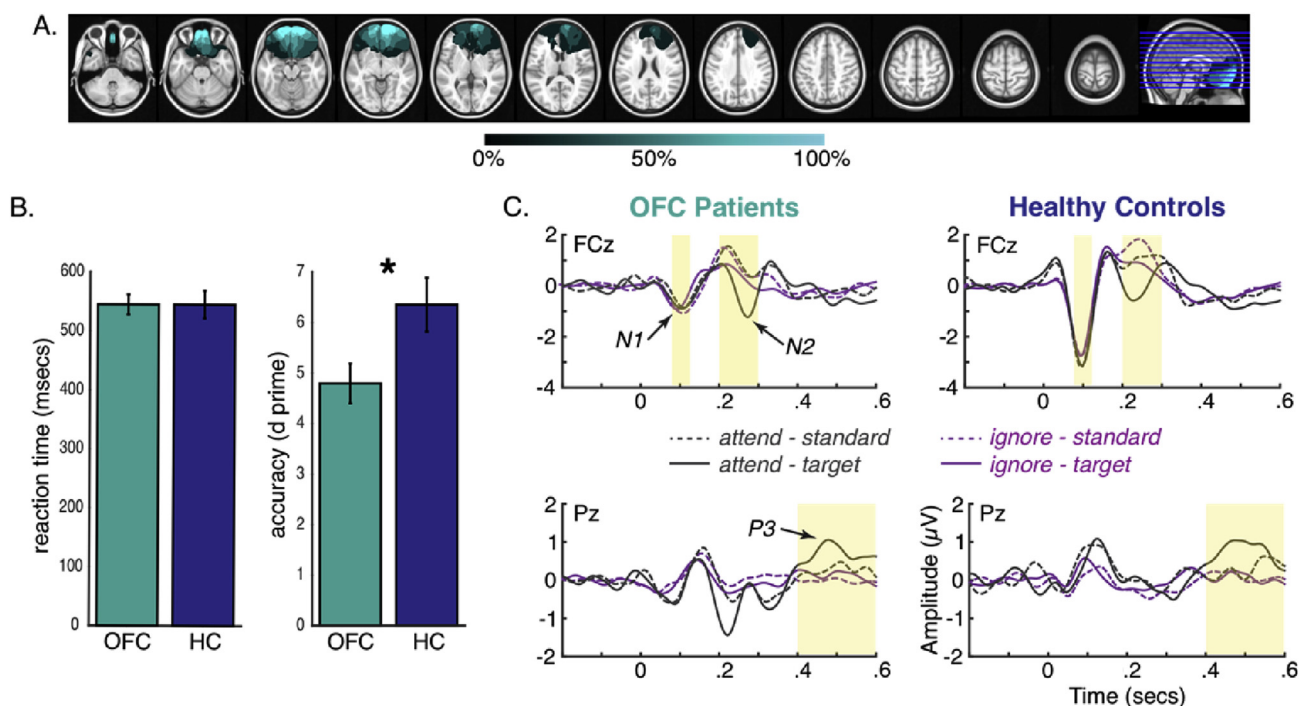 A.
0% 50% 100%
B.
reaction time (msecs)
600
500
400
300
200
100
0
OFC HC
accuracy (d prime)
*
7
6
5
4
3
2
1
0
OFC HC
C.
OFC Patients
FCz
2
0
-2
-4
N1
N2
0 .2 .4 .6
Healthy Controls
FCz
2
0
-2
-4
0 .2 .4 .6
attend - standard
attend - target
ignore - standard
ignore - target
Pz
2
1
0
-1
-2
P3
0 .2 .4 .6
Pz
Amplitude (µV)
2
1
0
-1
-2
0 .2 .4 .6
Time (secs)